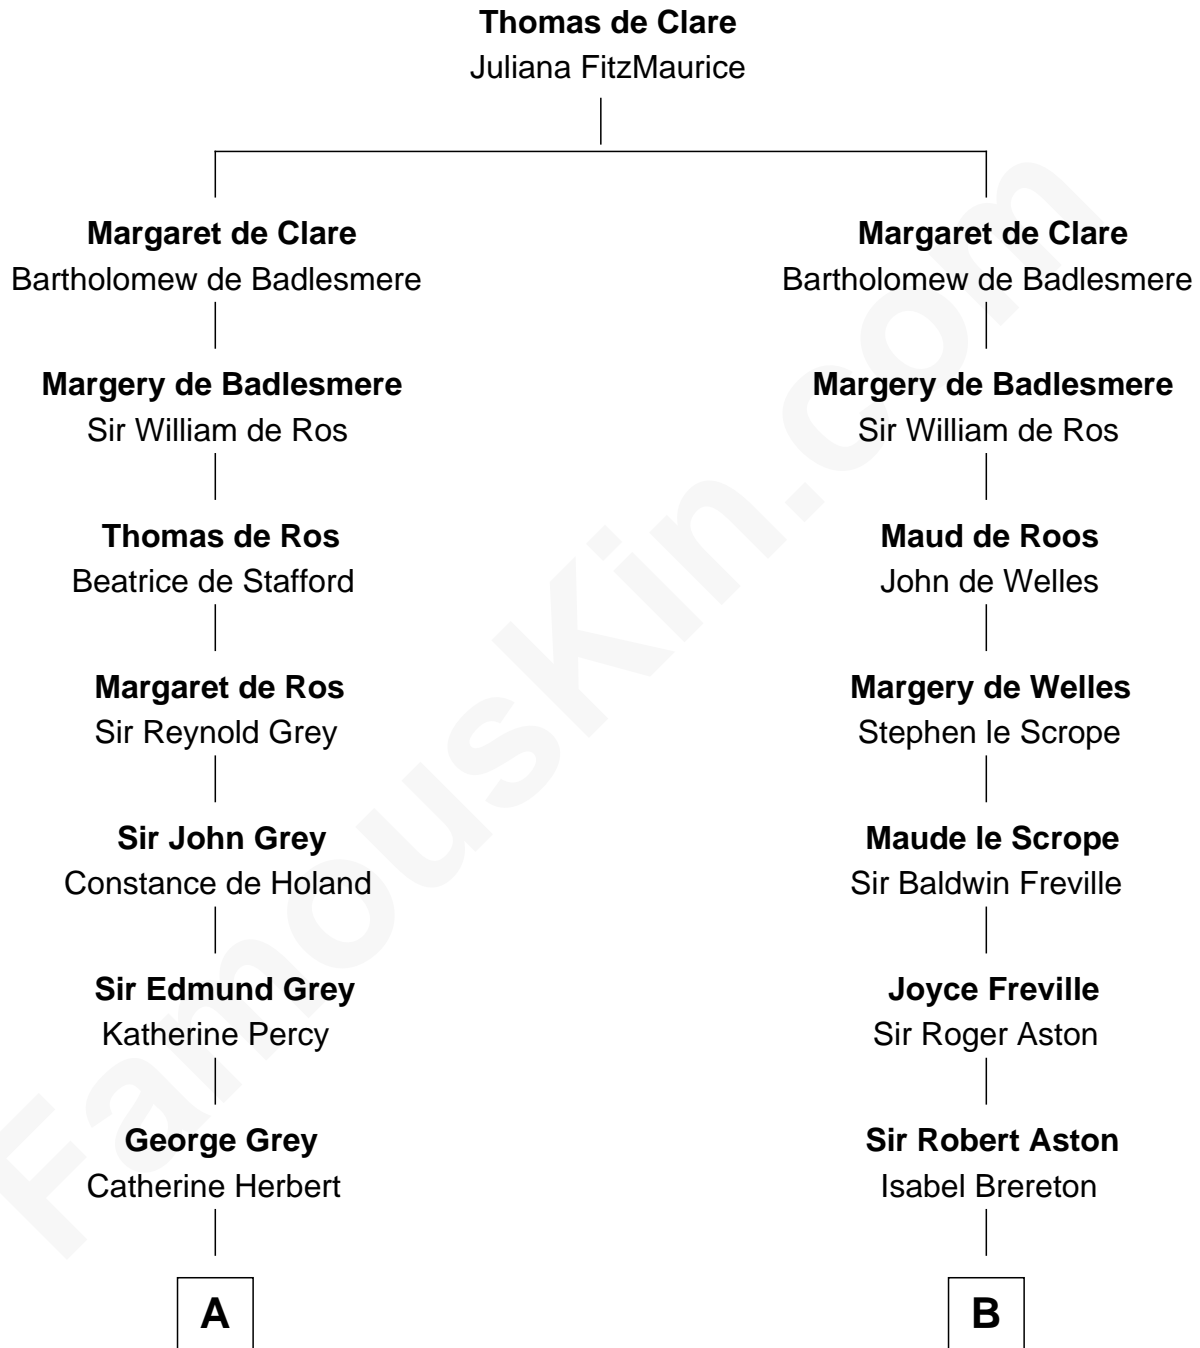 Thomas de Clare
Juliana FitzMaurice
Margaret de Clare
Bartholomew de Badlesmere
Margery de Badlesmere
Sir William de Ros
Thomas de Ros
Beatrice de Stafford
Margaret de Ros
Sir Reynold Grey
Sir John Grey
Constance de Holand
Sir Edmund Grey
Katherine Percy
George Grey
Catherine Herbert
A
Margaret de Clare
Bartholomew de Badlesmere
Margery de Badlesmere
Sir William de Ros
Maud de Roos
John de Welles
Margery de Welles
Stephen le Scrope
Maude le Scrope
Sir Baldwin Freville
Joyce Freville
Sir Roger Aston
Sir Robert Aston
Isabel Brereton
B
FamousKin.com